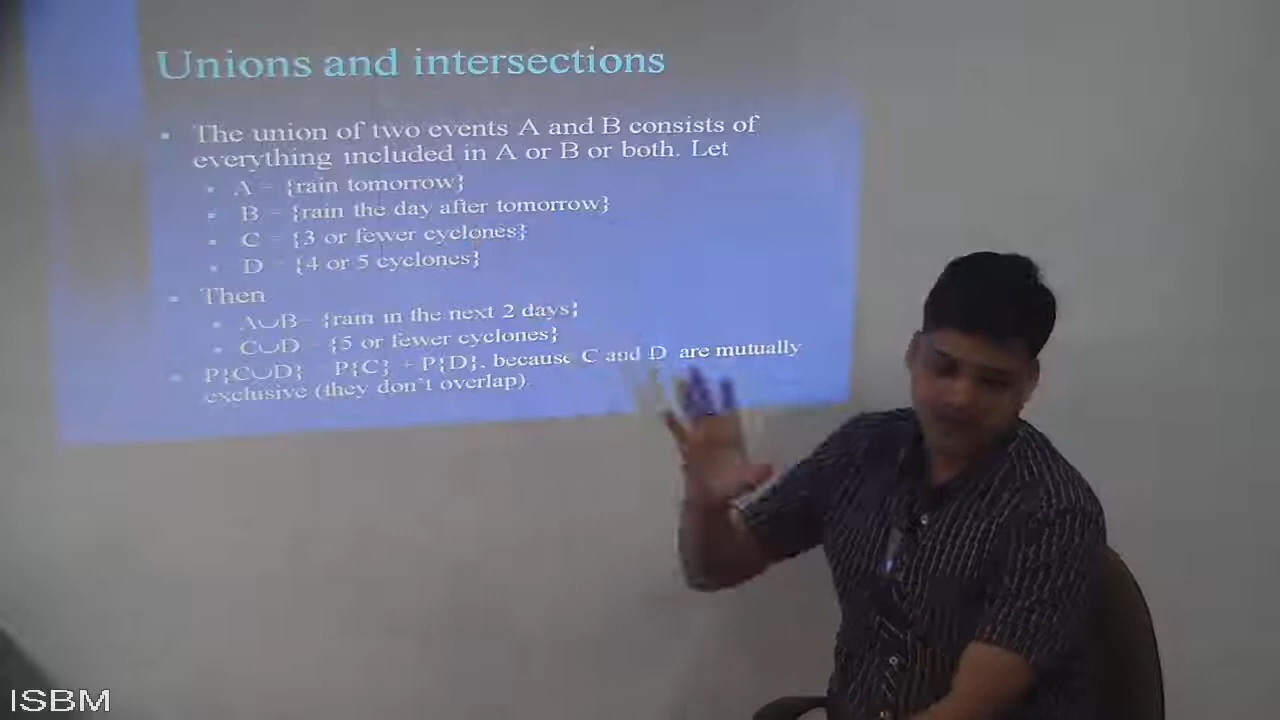 Unions and intersections
The union of two events A and B consists of
everything included in A or B or both. Let
A = {rain tomorrow}
B = {rain the day after tomorrow}
C = {3 or fewer cyclones}
D = {4 or 5 cyclones}
Then
A∪B= {rain in the next 2 days}
C∪D = {5 or fewer cyclones}
P{C∪D} = P{C} + P{D}, because C and D are mutually
exclusive (they don't overlap).
ISBM